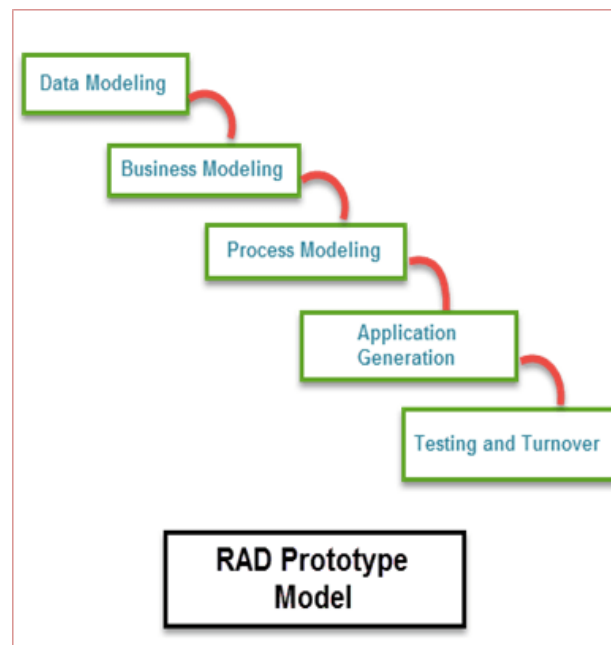 Data Modeling
Business Modeling
Process Modeling
Application
Generation
Testing and Turnover
RAD Prototype
Model